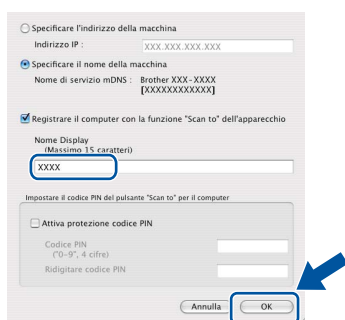 Specificare l'indirizzo della macchina
Indirizzo IP : XXX.XXX.XXX.XXX
Specificare il nome della macchina
Nome di servizio mDNS : Brother XXX-XXXX
[XXXXXXXXXXXX]
Registrare il computer con la funzione "Scan to" dell'apparecchio
Nome Display
(Massimo 15 caratteri)
XXXX
Impostare il codice PIN del pulsante "Scan to" per il computer
Attiva protezione codice PIN
Codice PIN
("0-9", 4 cifre)
Ridigitare codice PIN
Annulla OK